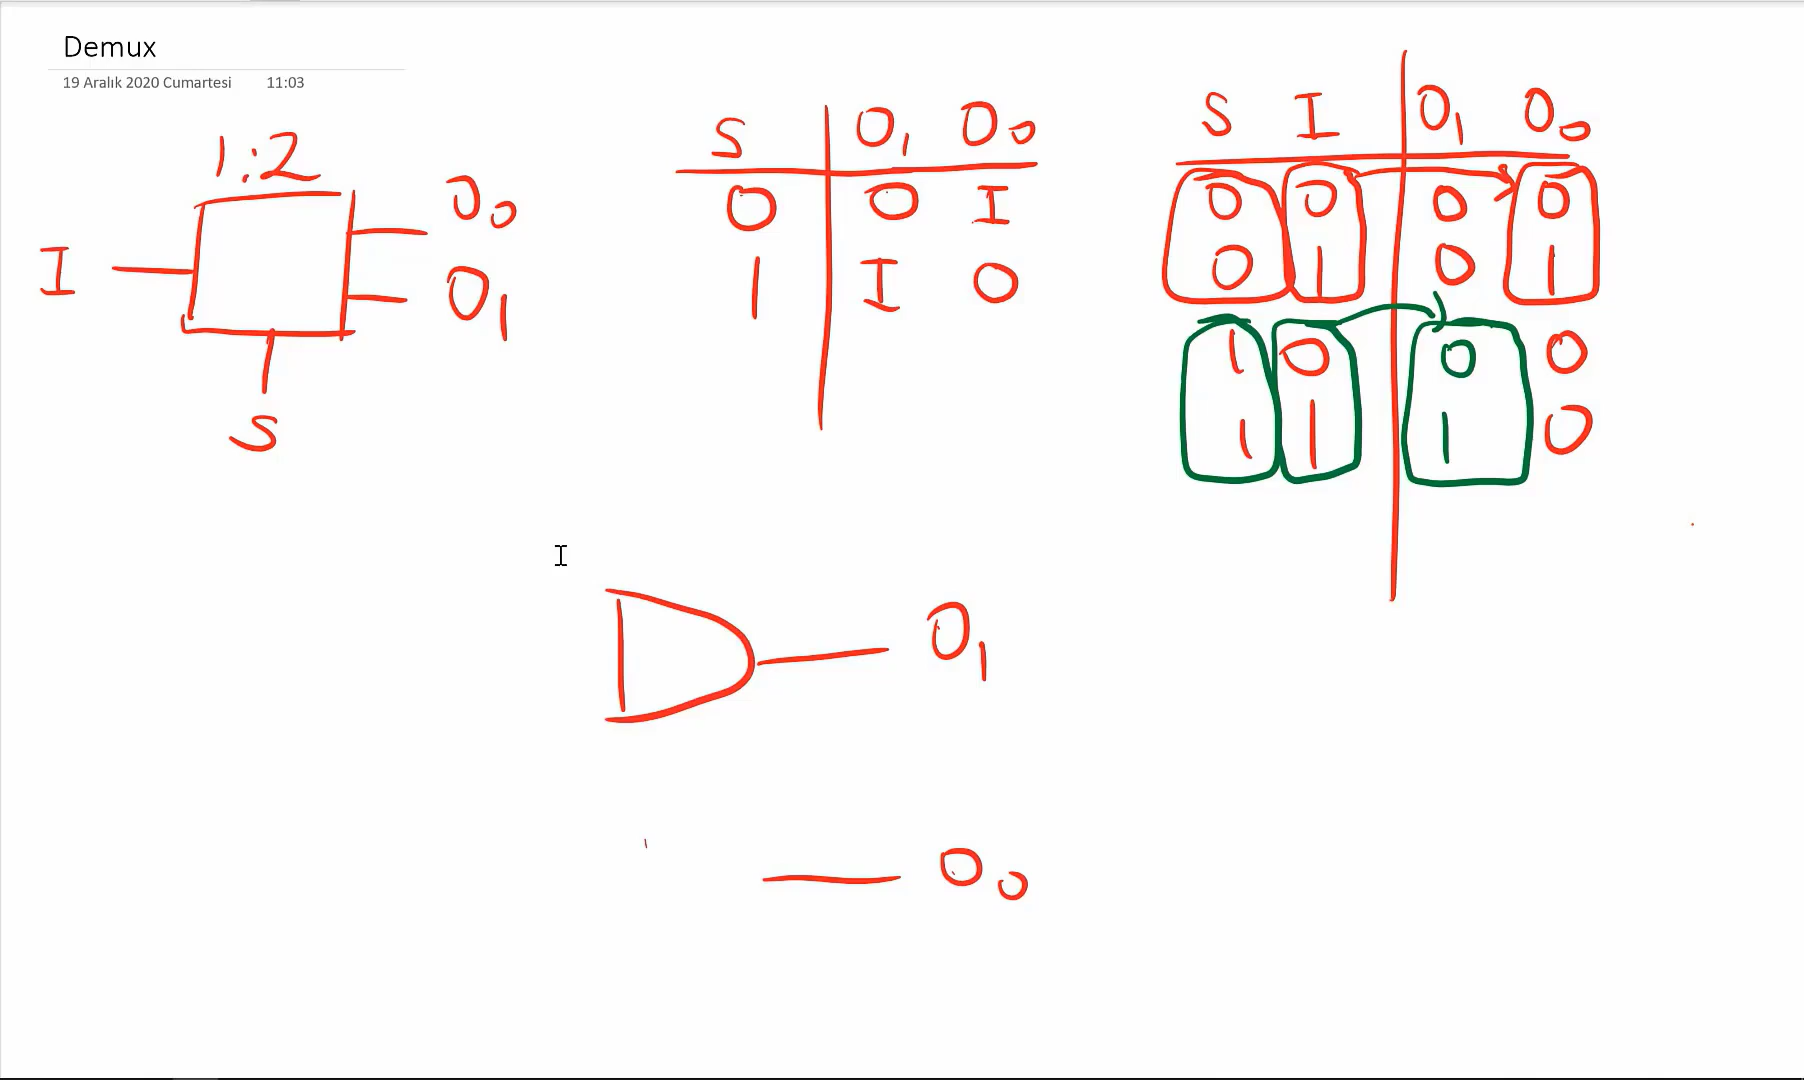 Demux
19 Aralık 2020 Cumartesi 11:03
1:2
I
O₀
O₁
S
S O₁ O₀
0 0 I
1 I 0
S I O₁ O₀
0 0 0 0
0 1 0 1
1 0 0 0
1 1 1 0
O₁
O₀